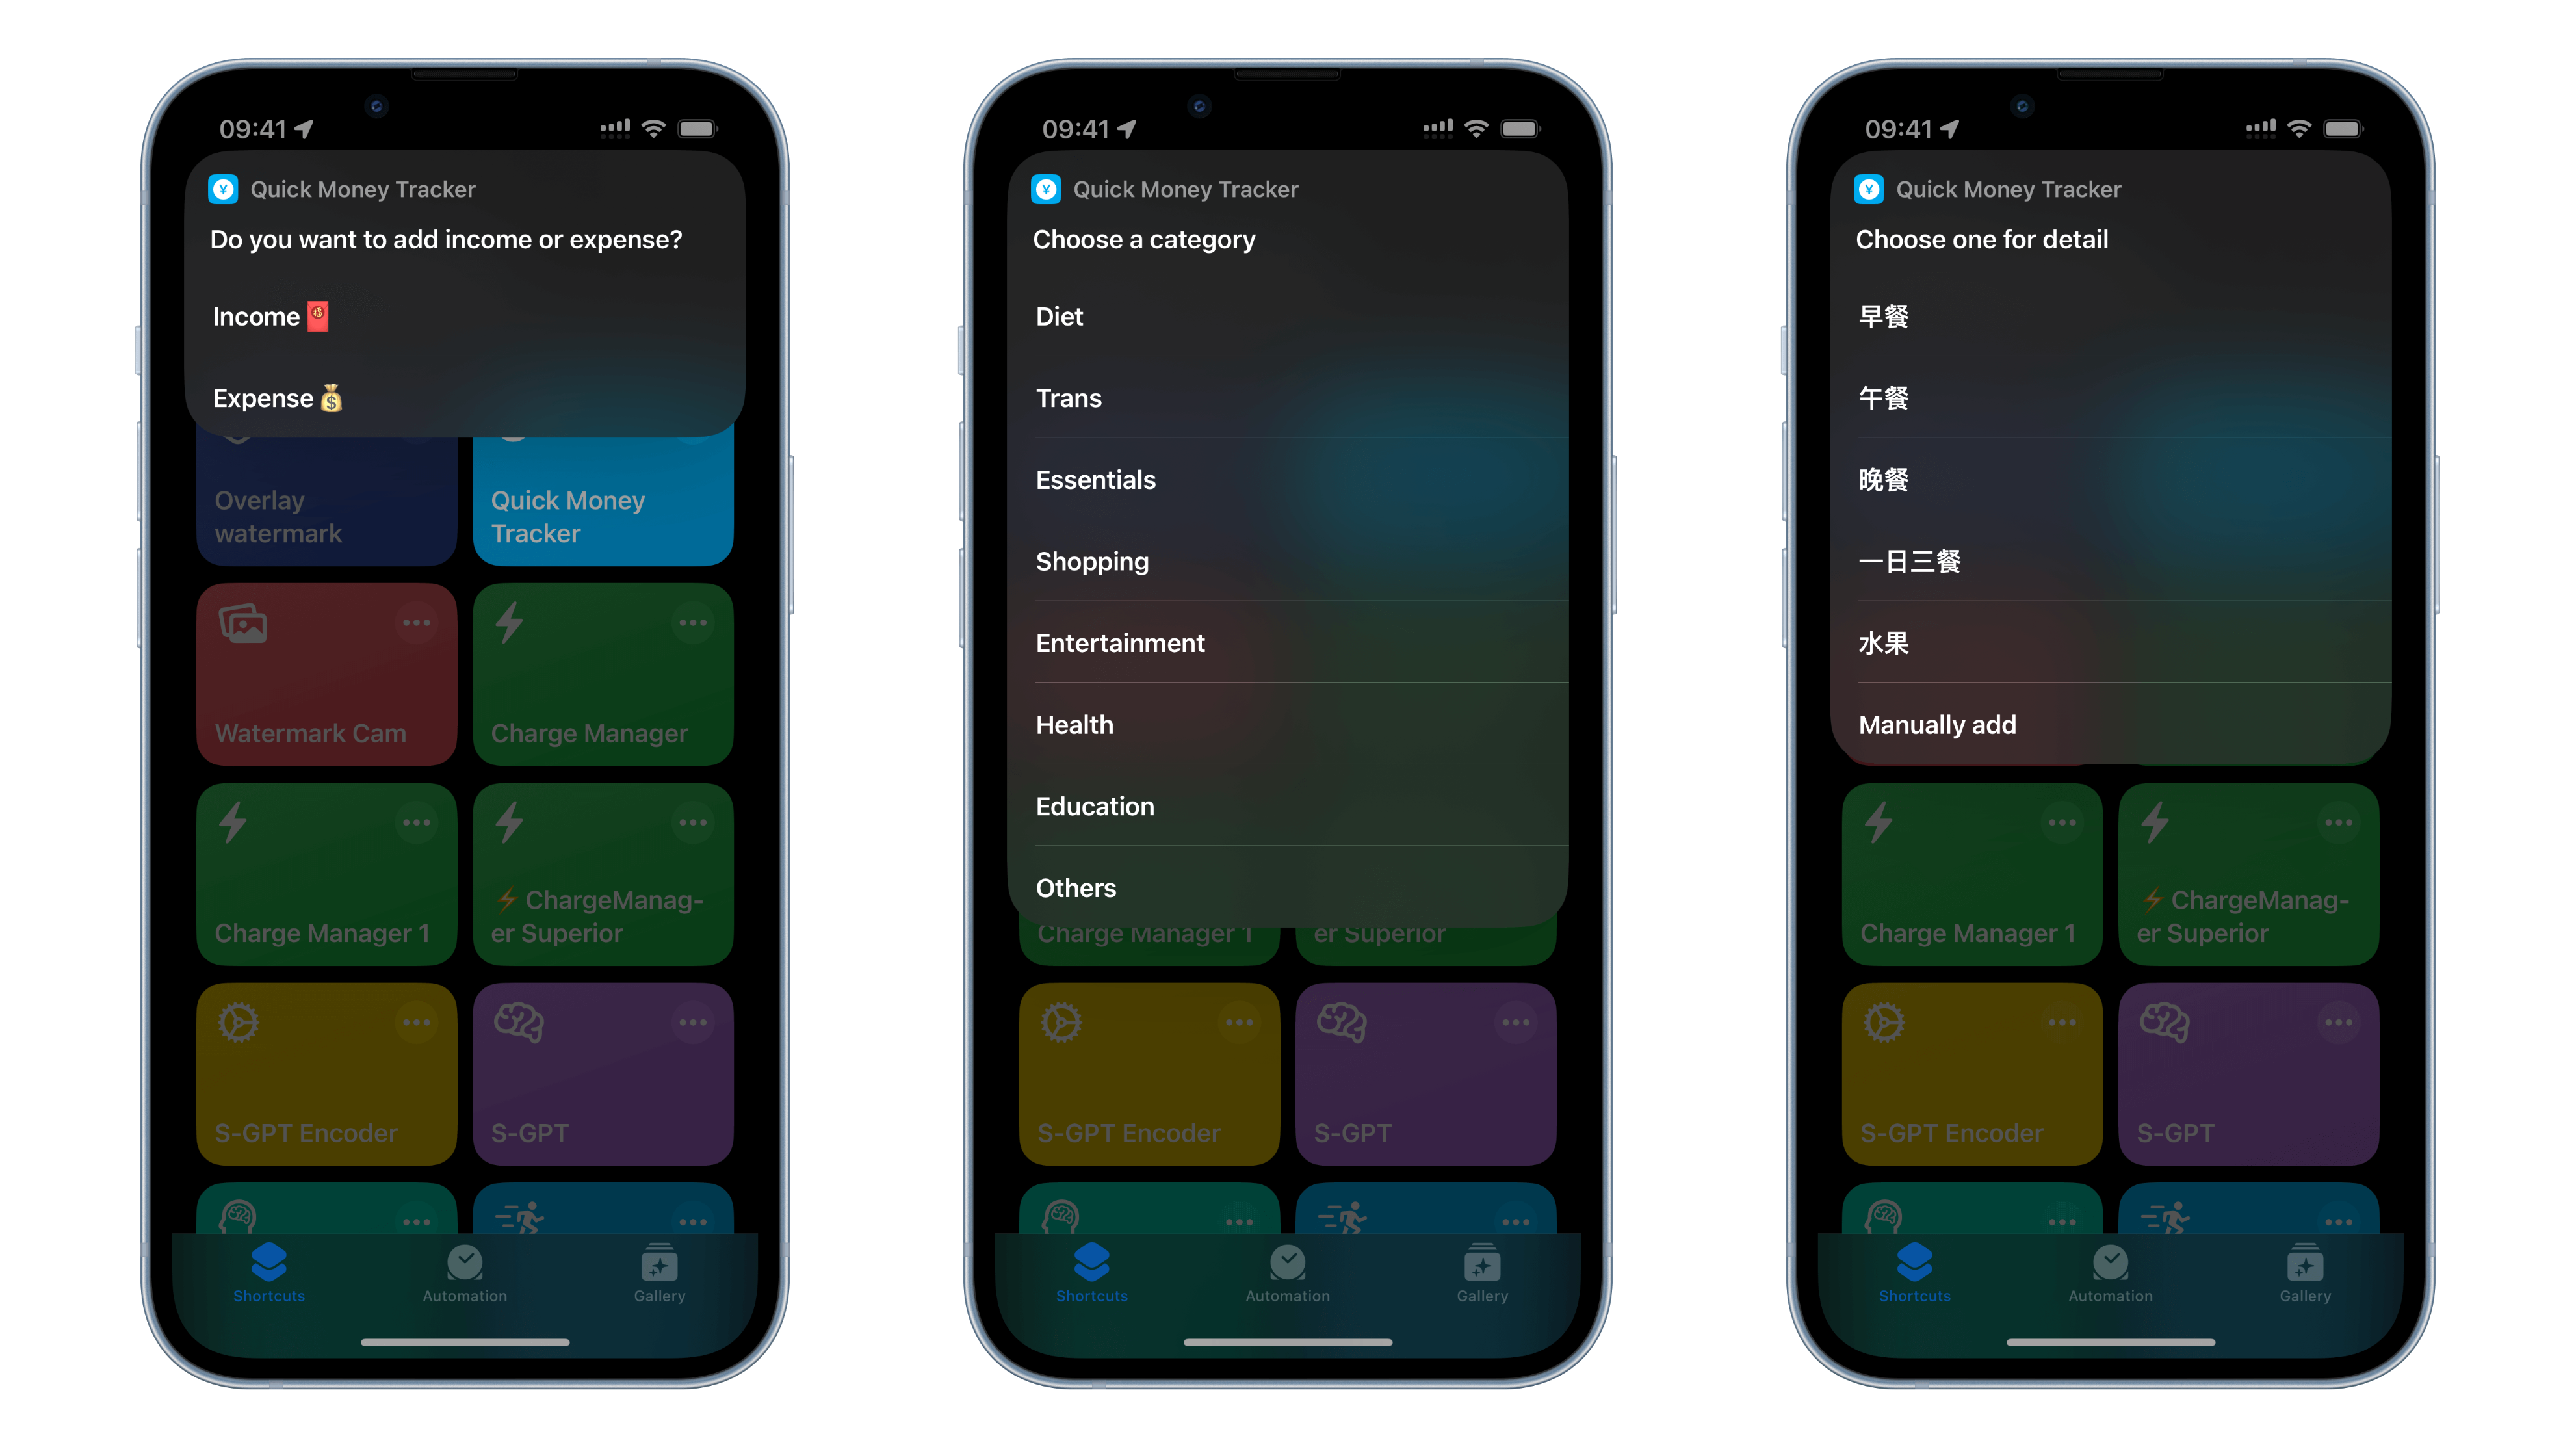 09:41
Quick Money Tracker
Do you want to add income or expense?
Income🧧
Expense💰
Overlay
watermark
Quick Money
Tracker
Watermark Cam
Charge Manager
Charge Manager 1
⚡ ChargeManag-
er Superior
S-GPT Encoder
S-GPT
Shortcuts
Automation
Gallery
09:41
Quick Money Tracker
Choose a category
Diet
Trans
Essentials
Shopping
Entertainment
Health
Education
Others
Charge Manager 1
er Superior
S-GPT Encoder
S-GPT
Shortcuts
Automation
Gallery
09:41
Quick Money Tracker
Choose one for detail
早餐
午餐
晚餐
一日三餐
水果
Manually add
Charge Manager 1
⚡ ChargeManag-
er Superior
S-GPT Encoder
S-GPT
Shortcuts
Automation
Gallery